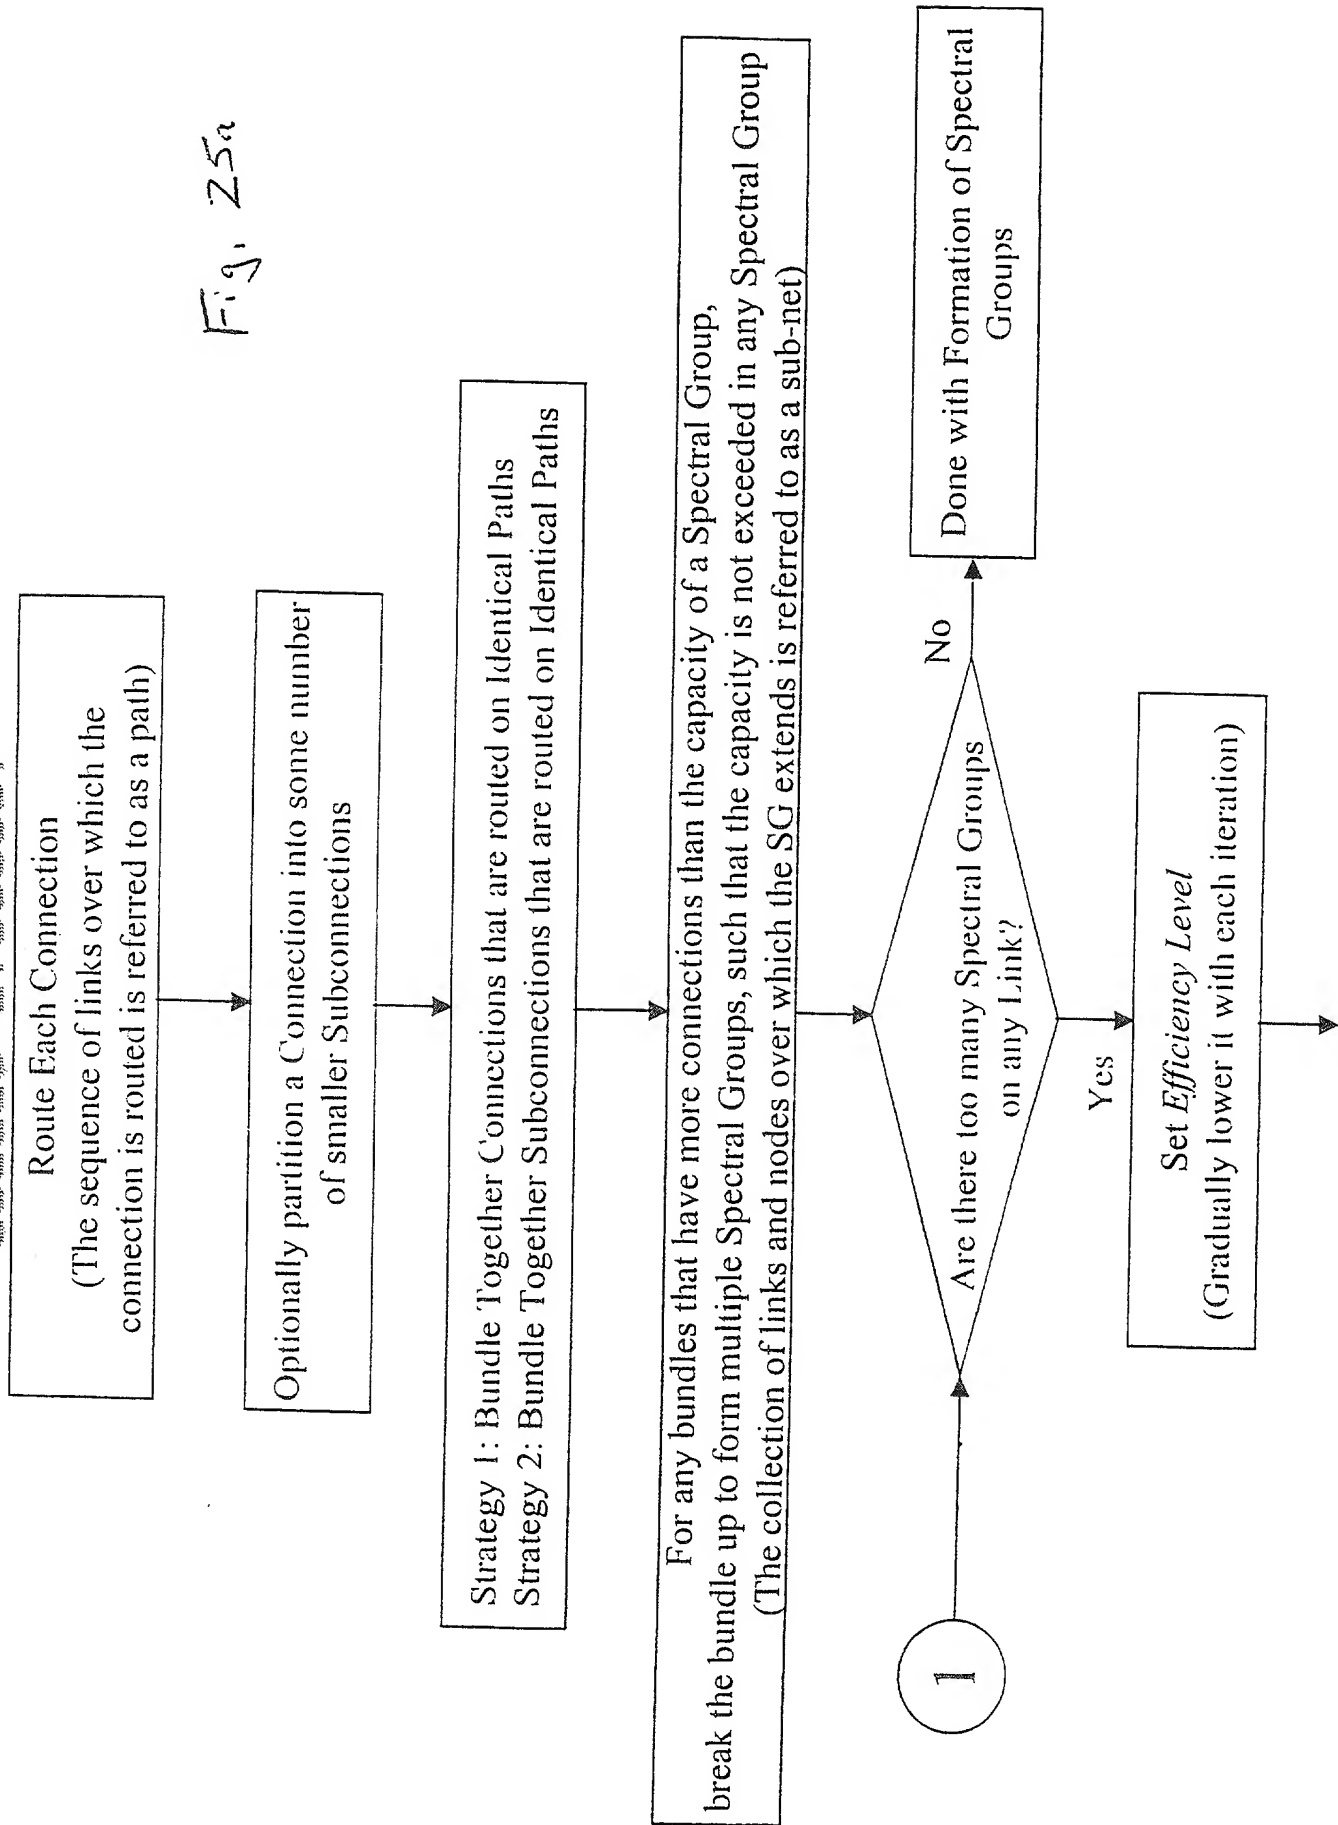 Fig. 25a
Route Each Connection
(The sequence of links over which the
connection is routed is referred to as a path)
Optionally partition a Connection into some number
of smaller Subconnections
Strategy 1: Bundle Together Connections that are routed on Identical Paths
Strategy 2: Bundle Together Subconnections that are routed on Identical Paths
For any bundles that have more connections than the capacity of a Spectral Group,
break the bundle up to form multiple Spectral Groups, such that the capacity is not exceeded in any Spectral Group
(The collection of links and nodes over which the SG extends is referred to as a sub-net)
1
Are there too many Spectral Groups
on any Link?
No
Done with Formation of Spectral
Groups
Yes
Set Efficiency Level
(Gradually lower it with each iteration)